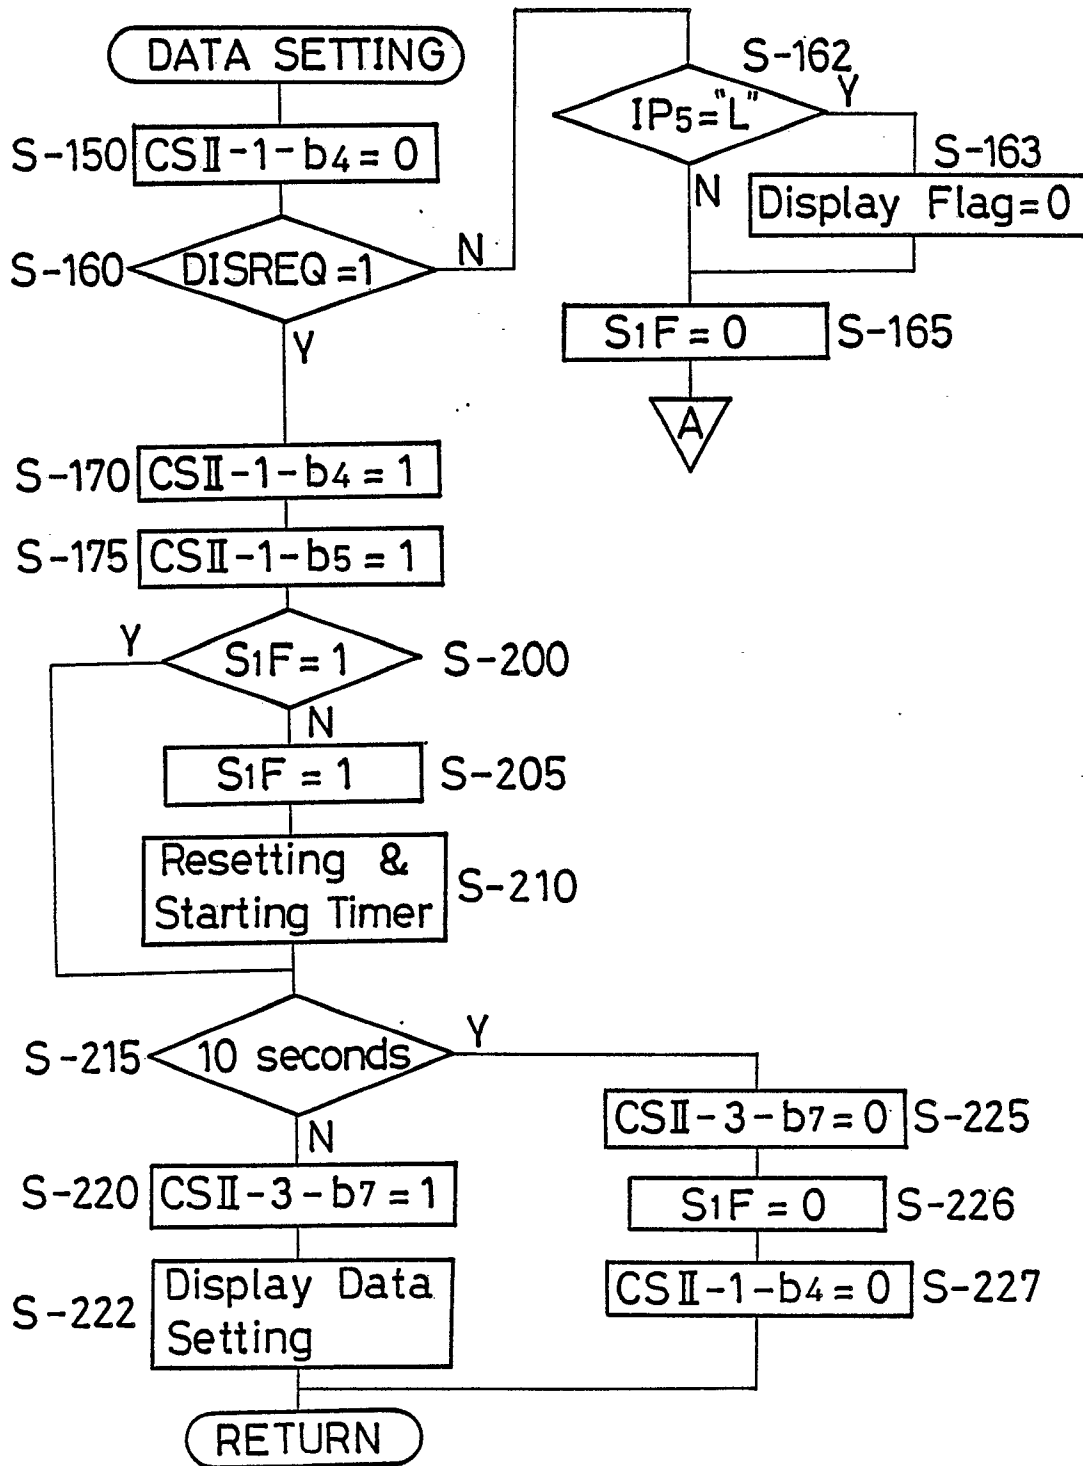 DATA SETTING
S-150
CSⅡ-1-b4=0
S-160
DISREQ=1
N
Y
S-162
IP5="L"
Y
N
S-163
Display Flag=0
S1F=0
S-165
A
S-170
CSⅡ-1-b4=1
S-175
CSⅡ-1-b5=1
Y
S1F=1
S-200
N
S1F=1
S-205
Resetting &
Starting Timer
S-210
S-215
10 seconds
Y
N
S-220
CSⅡ-3-b7=1
S-222
Display Data
Setting
CSⅡ-3-b7=0
S-225
S1F=0
S-226
CSⅡ-1-b4=0
S-227
RETURN